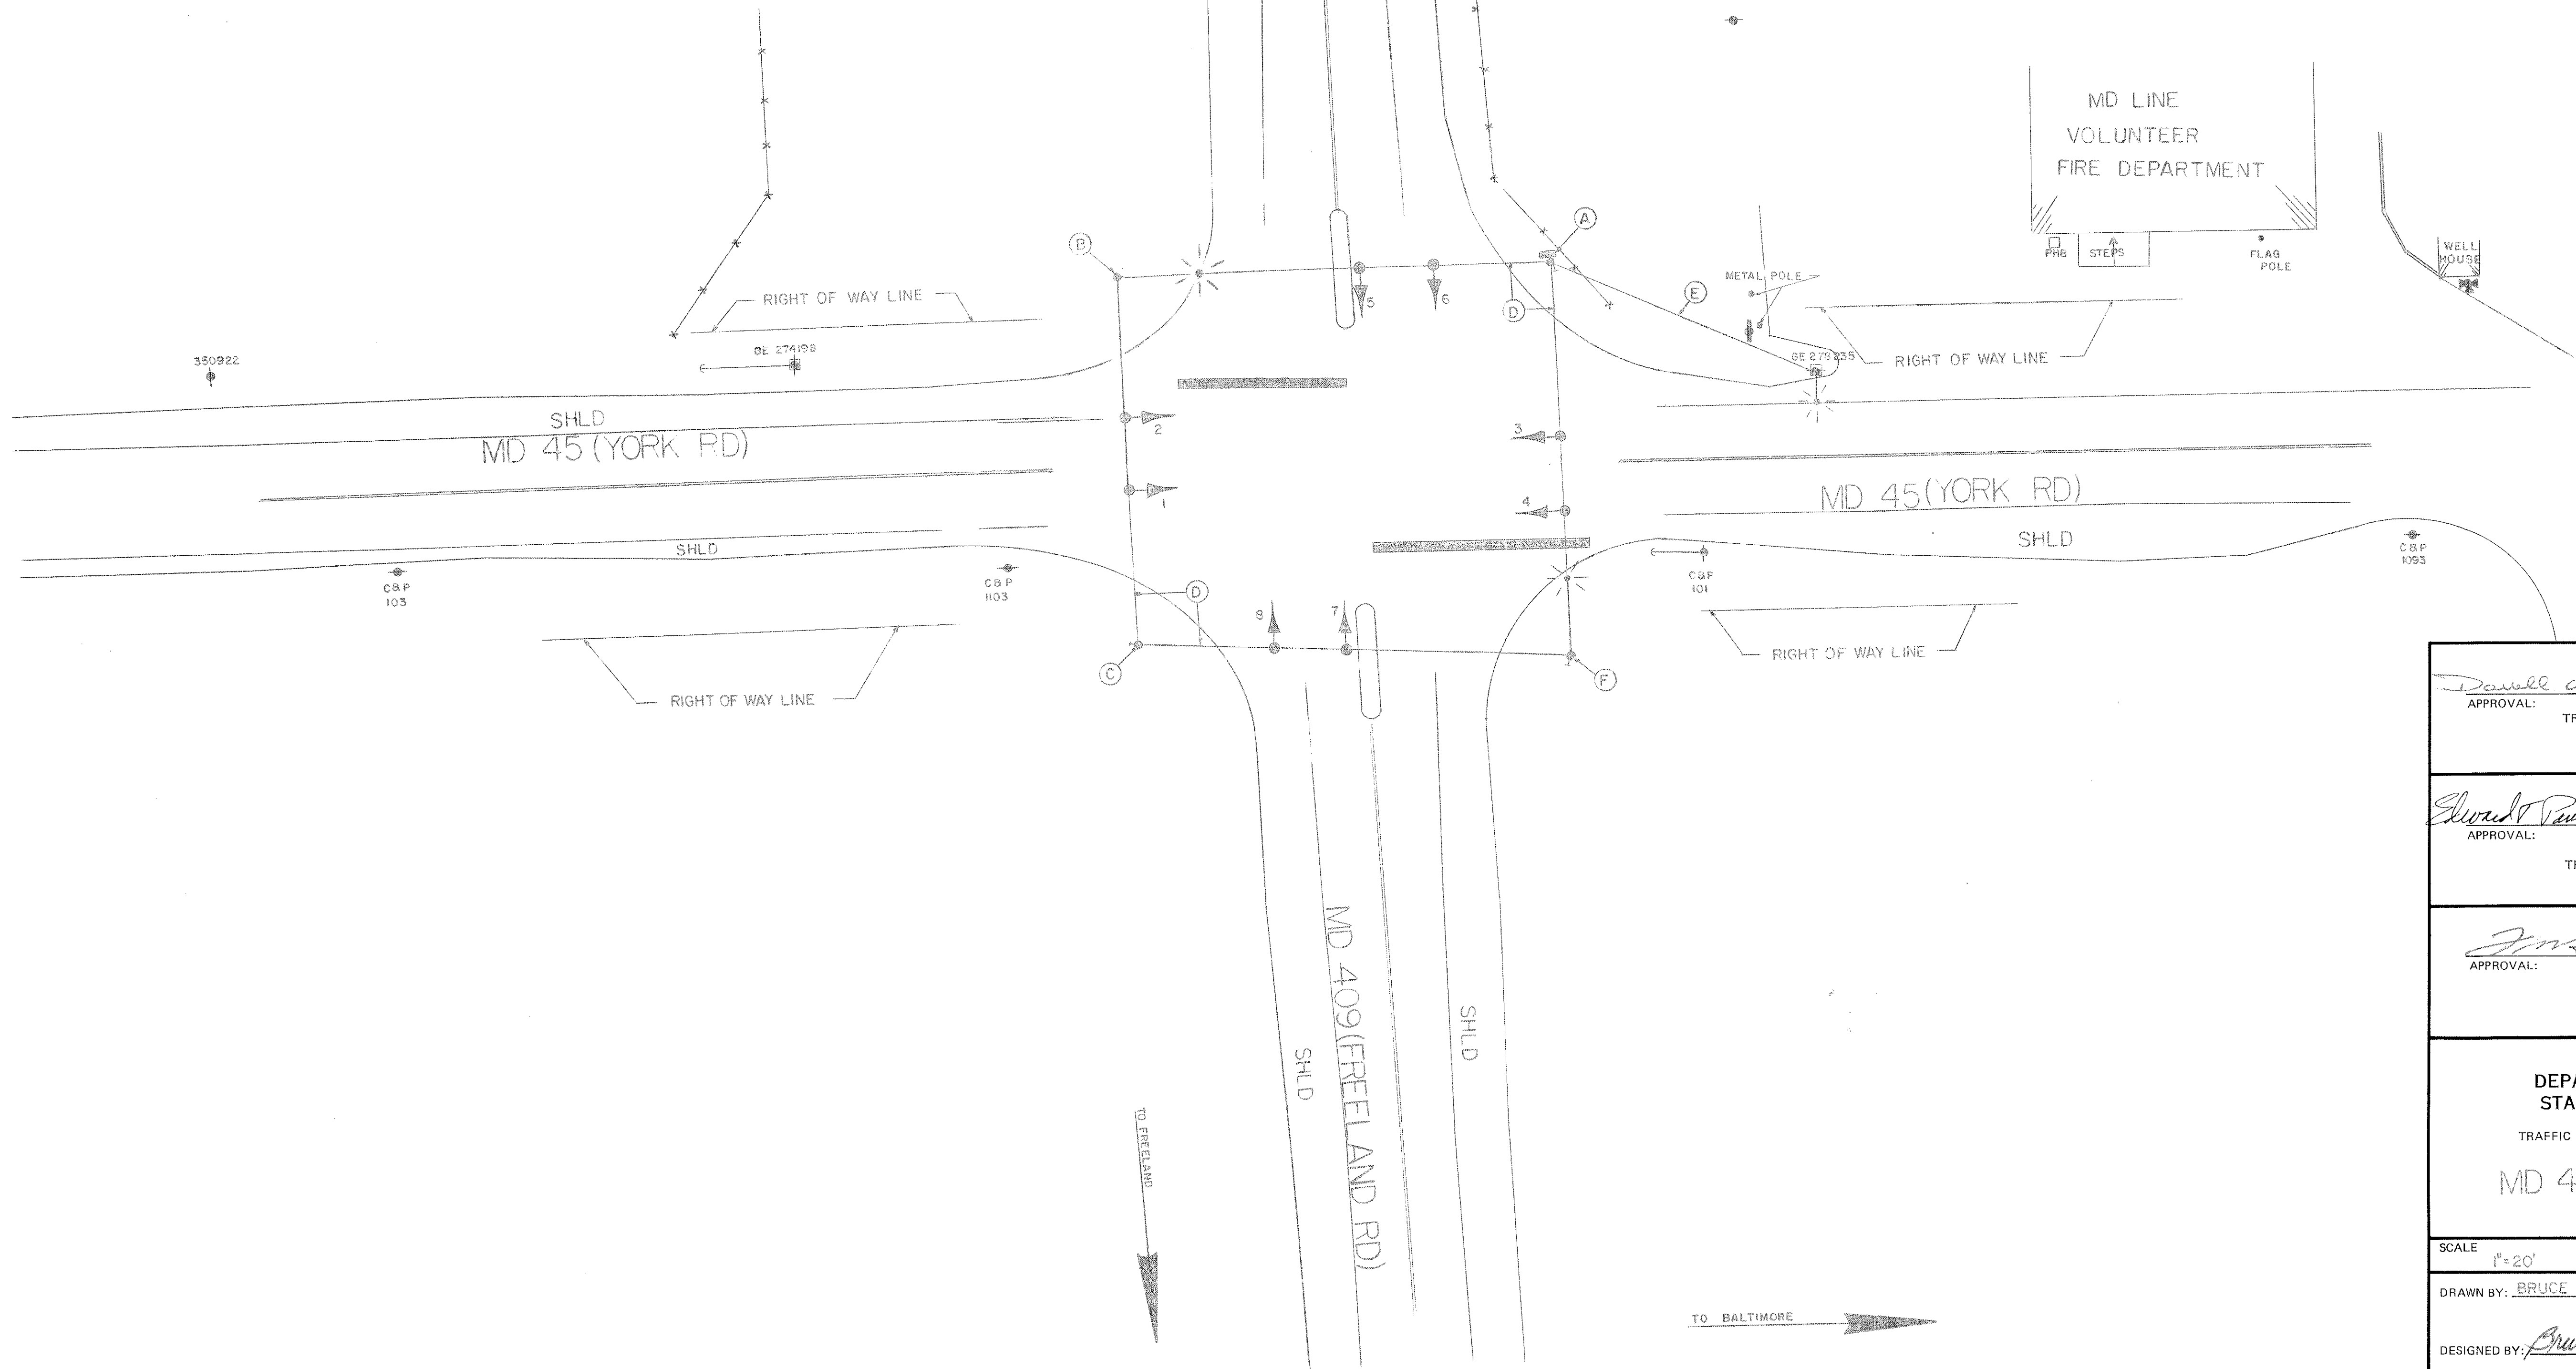 MD LINE
VOLUNTEER
FIRE DEPARTMENT
PHB
STEPS
FLAG
POLE
WELL
HOUSE
A
B
METAL POLE
E
5
6
D
RIGHT OF WAY LINE
GE 278235
RIGHT OF WAY LINE
350922
GE 274198
SHLD
MD 45 (YORK RD)
2
3
1
4
MD 45 (YORK RD)
SHLD
SHLD
C&P
103
C&P
1103
D
8
7
C&P
101
C&P
1093
RIGHT OF WAY LINE
C
F
RIGHT OF WAY LINE
APPROVAL:
APPROVAL:
APPROVAL:
MD 409 (FREELAND RD)
SHLD
SHLD
TO FREELAND
TO BALTIMORE
DEPA
STA
TRAFFIC
MD 4
SCALE
1"=20'
DRAWN BY: BRUCE
DESIGNED BY: